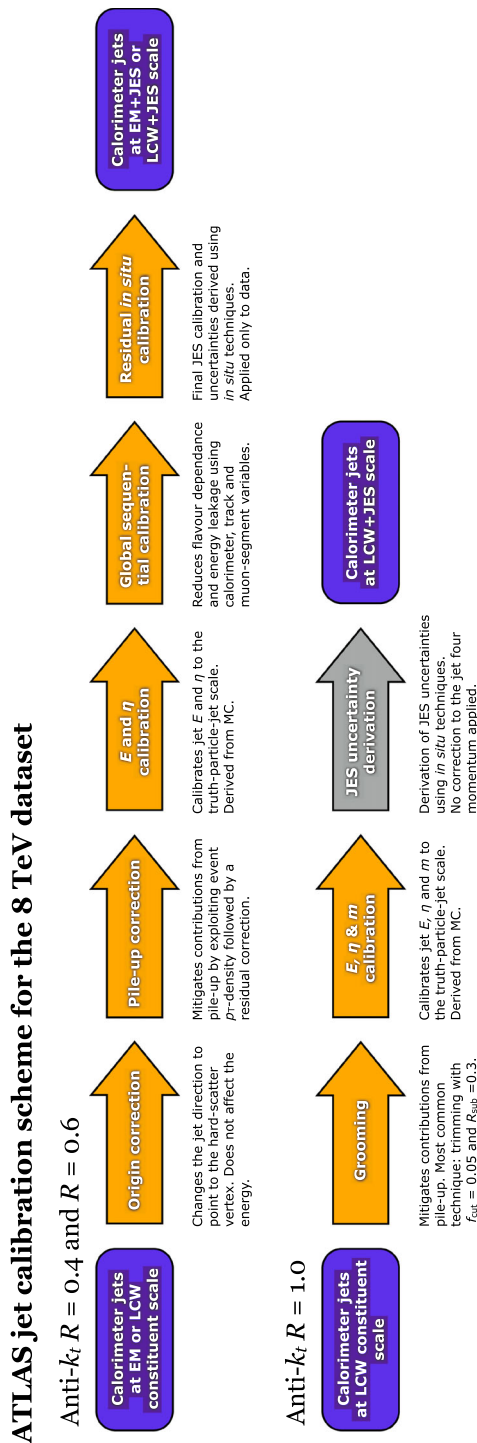 ATLAS jet calibration scheme for the 8 TeV dataset
Anti-kt R = 0.4 and R = 0.6
Calorimeter jets
at EM or LCW
constituent scale
Origin correction
Changes the jet direction to
point to the hard-scatter
vertex. Does not affect the
energy.
Pile-up correction
Mitigates contributions from
pile-up by exploiting event
pT-density followed by a
residual correction.
E and η
calibration
Calibrates jet E and η to the
truth-particle-jet scale.
Derived from MC.
Global sequen-
tial calibration
Reduces flavour dependance
and energy leakage using
calorimeter, track and
muon-segment variables.
Residual in situ
calibration
Final JES calibration and
uncertainties derived using
in situ techniques.
Applied only to data.
Calorimeter jets
at EM+JES or
LCW+JES scale
Anti-kt R = 1.0
Calorimeter jets
at LCW constituent
scale
Grooming
Mitigates contributions from
pile-up. Most common
technique: trimming with
fcut = 0.05 and Rsub =0.3.
E, η & m
calibration
Calibrates jet E, η and m to
the truth-particle-jet scale.
Derived from MC.
JES uncertainty
derivation
Derivation of JES uncertainties
using in situ techniques.
No correction to the jet four
momentum applied.
Calorimeter jets
at LCW+JES scale